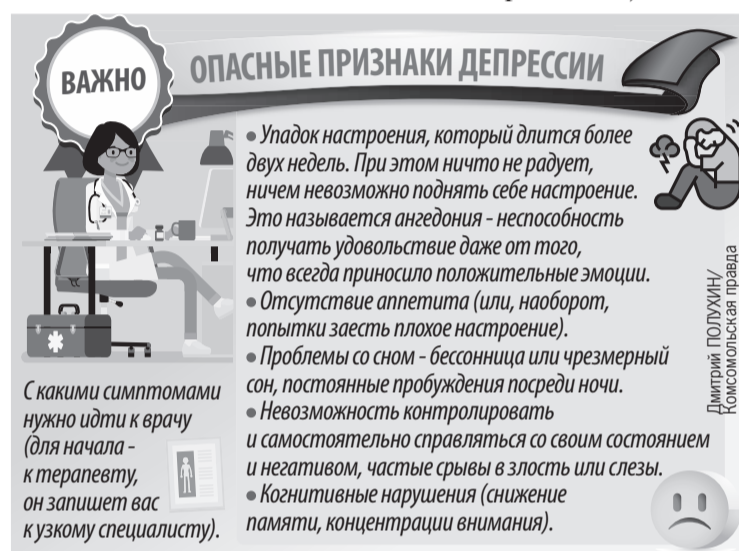 ВАЖНО
ОПАСНЫЕ ПРИЗНАКИ ДЕПРЕССИИ
• Упадок настроения, который длится более
двух недель. При этом ничто не радует,
ничем невозможно поднять себе настроение.
Это называется ангедония - неспособность
получать удовольствие даже от того,
что всегда приносило положительные эмоции.
• Отсутствие аппетита (или, наоборот,
попытки заесть плохое настроение).
• Проблемы со сном - бессонница или чрезмерный
сон, постоянные пробуждения посреди ночи.
• Невозможность контролировать
и самостоятельно справляться со своим состоянием
и негативом, частые срывы в злость или слезы.
• Когнитивные нарушения (снижение
памяти, концентрации внимания).
С какими симптомами
нужно идти к врачу
(для начала -
к терапевту,
он запишет вас
к узкому специалисту).
Дмитрий ПОЛУХИН/
Комсомольская правда